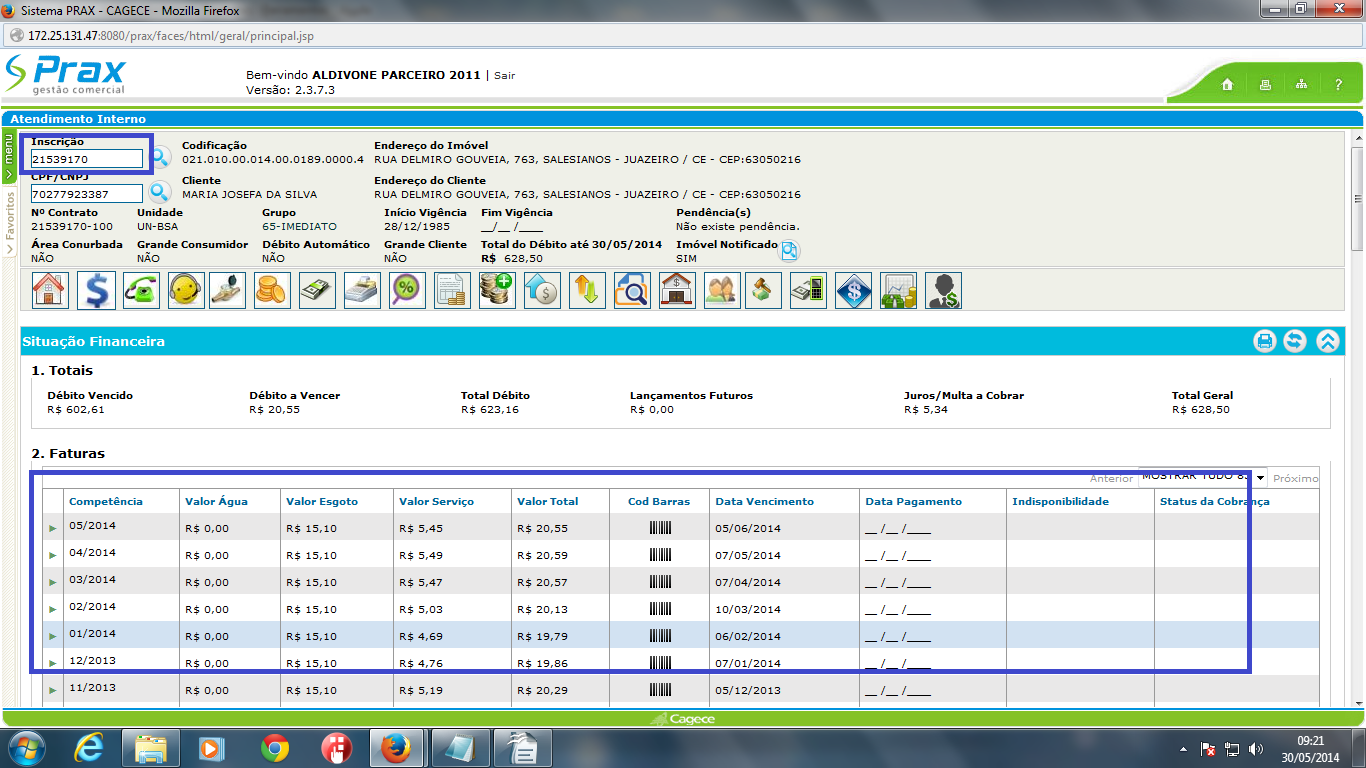 Sistema PRAX - CAGECE - Mozilla Firefox
172.25.131.47:8080/prax/faces/html/geral/principal.jsp
Prax
gestão comercial
Bem-vindo ALDIVONE PARCEIRO 2011 | Sair
Versão: 2.3.7.3
?
Atendimento Interno
menu
Favoritos
Inscrição Codificação Endereço do Imóvel
21539170 021.010.00.014.00.0189.0000.4 RUA DELMIRO GOUVEIA, 763, SALESIANOS - JUAZEIRO / CE - CEP:63050216
CPF/CNPJ Cliente Endereço do Cliente
70277923387 MARIA JOSEFA DA SILVA RUA DELMIRO GOUVEIA, 763, SALESIANOS - JUAZEIRO / CE - CEP:63050216
Nº Contrato Unidade Grupo Início Vigência Fim Vigência Pendência(s)
21539170-100 UN-BSA 65-IMEDIATO 28/12/1985 __/__ /____ Não existe pendência.
Área Conurbada Grande Consumidor Débito Automático Grande Cliente Total do Débito até 30/05/2014 Imóvel Notificado
NÃO NÃO NÃO NÃO R$ 628,50 SIM
Situação Financeira
1. Totais
Débito Vencido Débito a Vencer Total Débito Lançamentos Futuros Juros/Multa a Cobrar Total Geral
R$ 602,61 R$ 20,55 R$ 623,16 R$ 0,00 R$ 5,34 R$ 628,50
2. Faturas
Anterior MOSTRAR TUDO Próximo
Competência Valor Água Valor Esgoto Valor Serviço Valor Total Cod Barras Data Vencimento Data Pagamento Indisponibilidade Status da Cobrança
05/2014 R$ 0,00 R$ 15,10 R$ 5,45 R$ 20,55 05/06/2014 __ /__ /____
04/2014 R$ 0,00 R$ 15,10 R$ 5,49 R$ 20,59 07/05/2014 __ /__ /____
03/2014 R$ 0,00 R$ 15,10 R$ 5,47 R$ 20,57 07/04/2014 __ /__ /____
02/2014 R$ 0,00 R$ 15,10 R$ 5,03 R$ 20,13 10/03/2014 __ /__ /____
01/2014 R$ 0,00 R$ 15,10 R$ 4,69 R$ 19,79 06/02/2014 __ /__ /____
12/2013 R$ 0,00 R$ 15,10 R$ 4,76 R$ 19,86 07/01/2014 __ /__ /____
11/2013 R$ 0,00 R$ 15,10 R$ 5,19 R$ 20,29 05/12/2013 __ /__ /____
Cagece
09:21
30/05/2014